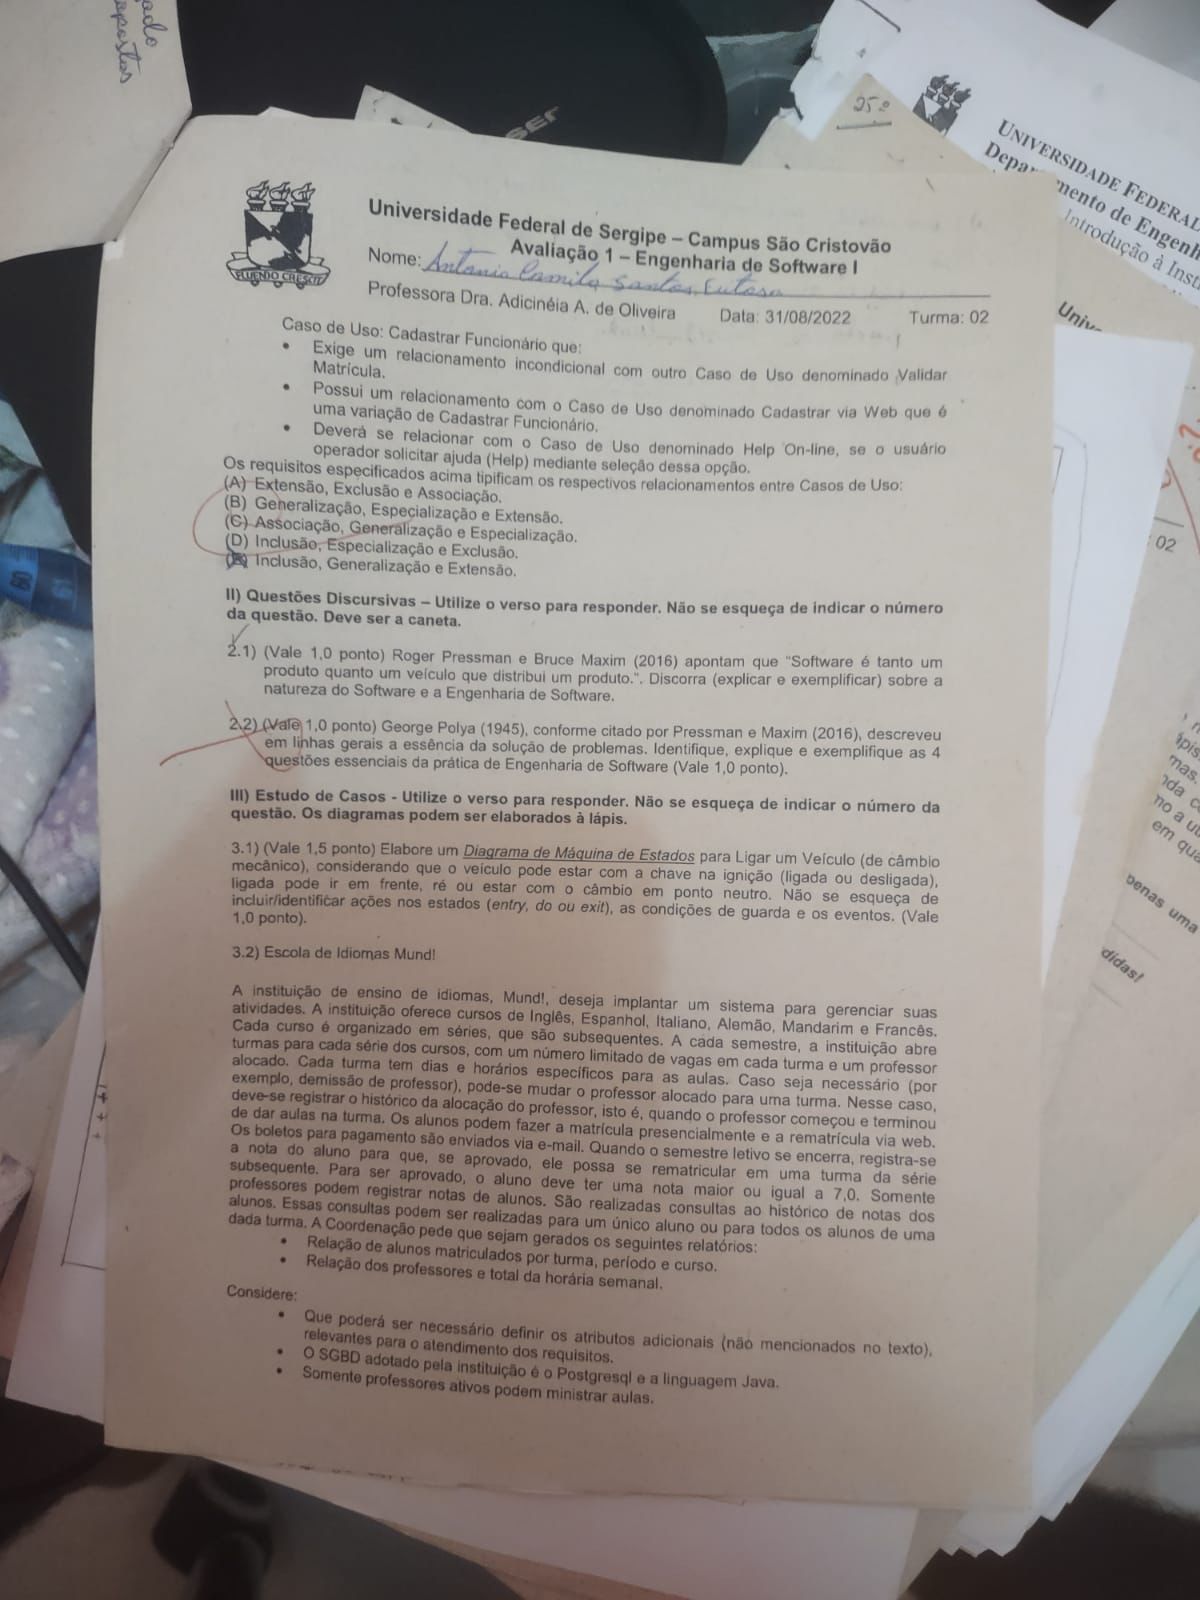 Universidade Federal de Sergipe – Campus São Cristovão
Avaliação 1 – Engenharia de Software I
Nome: Antonio Camilo Santos
Professora Dra. Adicinéia A. de Oliveira Data: 31/08/2022 Turma: 02
FLUENDO CRESCIT
Caso de Uso: Cadastrar Funcionário que:
• Exige um relacionamento incondicional com outro Caso de Uso denominado Validar
Matrícula.
• Possui um relacionamento com o Caso de Uso denominado Cadastrar via Web que é
uma variação de Cadastrar Funcionário.
• Deverá se relacionar com o Caso de Uso denominado Help On-line, se o usuário
operador solicitar ajuda (Help) mediante seleção dessa opção.
Os requisitos especificados acima tipificam os respectivos relacionamentos entre Casos de Uso:
(A) Extensão, Exclusão e Associação.
(B) Generalização, Especialização e Extensão.
(C) Associação, Generalização e Especialização.
(D) Inclusão, Especialização e Exclusão.
Inclusão, Generalização e Extensão.
II) Questões Discursivas – Utilize o verso para responder. Não se esqueça de indicar o número
da questão. Deve ser a caneta.
2.1) (Vale 1,0 ponto) Roger Pressman e Bruce Maxim (2016) apontam que "Software é tanto um
produto quanto um veículo que distribui um produto.". Discorra (explicar e exemplificar) sobre a
natureza do Software e a Engenharia de Software.
2.2) (Vale 1,0 ponto) George Polya (1945), conforme citado por Pressman e Maxim (2016), descreveu
em linhas gerais a essência da solução de problemas. Identifique, explique e exemplifique as 4
questões essenciais da prática de Engenharia de Software (Vale 1,0 ponto).
III) Estudo de Casos - Utilize o verso para responder. Não se esqueça de indicar o número da
questão. Os diagramas podem ser elaborados à lápis.
3.1) (Vale 1,5 ponto) Elabore um Diagrama de Máquina de Estados para Ligar um Veículo (de câmbio
mecânico), considerando que o veículo pode estar com a chave na ignição (ligada ou desligada),
ligada pode ir em frente, ré ou estar com o câmbio em ponto neutro. Não se esqueça de
incluir/identificar ações nos estados (entry, do ou exit), as condições de guarda e os eventos. (Vale
1,0 ponto).
3.2) Escola de Idiomas Mund!
A instituição de ensino de idiomas, Mund!, deseja implantar um sistema para gerenciar suas
atividades. A instituição oferece cursos de Inglês, Espanhol, Italiano, Alemão, Mandarim e Francês.
Cada curso é organizado em séries, que são subsequentes. A cada semestre, a instituição abre
turmas para cada série dos cursos, com um número limitado de vagas em cada turma e um professor
alocado. Cada turma tem dias e horários específicos para as aulas. Caso seja necessário (por
exemplo, demissão de professor), pode-se mudar o professor alocado para uma turma. Nesse caso,
deve-se registrar o histórico da alocação do professor, isto é, quando o professor começou e terminou
de dar aulas na turma. Os alunos podem fazer a matrícula presencialmente e a rematrícula via web.
Os boletos para pagamento são enviados via e-mail. Quando o semestre letivo se encerra, registra-se
a nota do aluno para que, se aprovado, ele possa se rematricular em uma turma da série
subsequente. Para ser aprovado, o aluno deve ter uma nota maior ou igual a 7,0. Somente
professores podem registrar notas de alunos. São realizadas consultas ao histórico de notas dos
alunos. Essas consultas podem ser realizadas para um único aluno ou para todos os alunos de uma
dada turma. A Coordenação pede que sejam gerados os seguintes relatórios:
• Relação de alunos matriculados por turma, período e curso.
• Relação dos professores e total da horária semanal.
Considere:
• Que poderá ser necessário definir os atributos adicionais (não mencionados no texto),
relevantes para o atendimento dos requisitos.
• O SGBD adotado pela instituição é o Postgresql e a linguagem Java.
• Somente professores ativos podem ministrar aulas.
25º
UNIVERSIDADE FEDERAL
Introdução à
02
em
penas uma
didas!